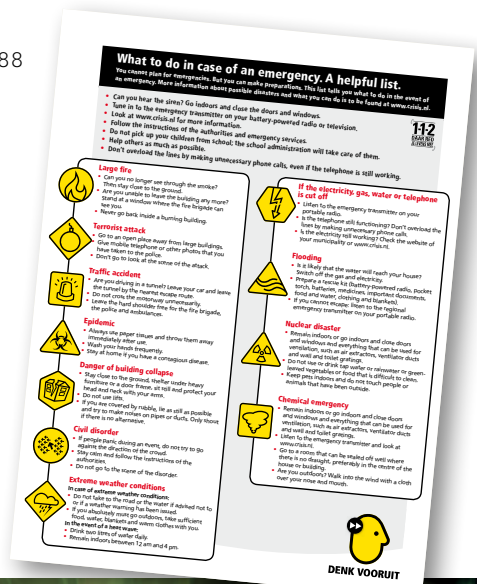 88
What to do in case of an emergency. A helpful list.
You cannot plan for emergencies. But you can make preparations. This list tells you what to do in the event of
an emergency. More information about possible disasters and what you can do is to be found at www.crisis.nl.
• Can you hear the siren? Go indoors and close the doors and windows.
• Tune in to the emergency transmitter on your battery-powered radio or television.
• Look at www.crisis.nl for more information.
• Follow the instructions of the authorities and emergency services.
• Do not pick up your children from school; the school administration will take care of them.
• Help others as much as possible.
• Don't overload the lines by making unnecessary phone calls, even if the telephone is still working.
1·1·2
DAAR RED
JE LEVENS MEE
Large fire
• Can you no longer see through the smoke?
Then stay close to the ground.
• Are you unable to leave the building any more?
Stand at a window where the fire brigade can
see you.
• Never go back inside a burning building.
Terrorist attack
• Go to an open place away from large buildings.
• Give mobile telephone or other photos that you
have taken to the police.
• Don't go to look at the scene of the attack.
Traffic accident
• Are you driving in a tunnel? Leave your car and leave
the tunnel by the nearest escape route.
• Do not cross the motorway unnecessarily.
• Leave the hard shoulder free for the fire brigade,
the police and ambulances.
Epidemic
• Always use paper tissues and throw them away
immediately after use.
• Wash your hands frequently.
• Stay at home if you have a contagious disease.
Danger of building collapse
• Stay close to the ground, shelter under heavy
furniture or a door frame, sit still and protect your
head and neck with your arms.
• Do not use lifts.
• If you are covered by rubble, lie as still as possible
and try to make noises on pipes or ducts. Only shout
if there is no alternative.
Civil disorder
• If people panic during an event, do not try to go
against the direction of the crowd.
• Stay calm and follow the instructions of the
authorities.
• Do not go to the scene of the disorder.
Extreme weather conditions
In case of extreme weather conditions:
• Do not take to the road or the water if advised not to
or if a weather warning has been issued.
• If you absolutely must go outdoors, take sufficient
food, water, blankets and warm clothes with you.
In the event of a heat wave:
• Drink two litres of water daily.
• Remain indoors between 12 am and 4 pm.
If the electricity, gas, water or telephone
is cut off
• Listen to the emergency transmitter on your
portable radio.
• Is the telephone still functioning? Don't overload the
lines by making unnecessary phone calls.
• Is the electricity still working? Check the website of
your municipality or www.crisis.nl.
Flooding
• Is it likely that the water will reach your house?
Switch off the gas and electricity.
• Prepare a rescue kit (battery-powered radio, pocket
torch, batteries, medicines, important documents,
food and water, clothing and blankets).
• If you cannot escape: listen to the regional
emergency transmitter on your portable radio.
Nuclear disaster
• Remain indoors or go indoors and close doors
and windows and everything that can be used for
ventilation, such as air extractors, ventilator ducts
and wall and toilet gratings.
• Do not use or drink tap water or rainwater or green-
leaved vegetables or food that is difficult to clean.
• Keep pets indoors and do not touch people or
animals that have been outside.
Chemical emergency
• Remain indoors or go indoors and close doors
and windows and everything that can be used for
ventilation, such as air extractors, ventilator ducts
and wall and toilet gratings.
• Listen to the emergency transmitter and look at
www.crisis.nl.
• Go to a room that can be sealed off well where
there is no draught, preferably in the centre of the
house or building.
• Are you outdoors? Walk into the wind with a cloth
over your nose and mouth.
DENK VOORUIT